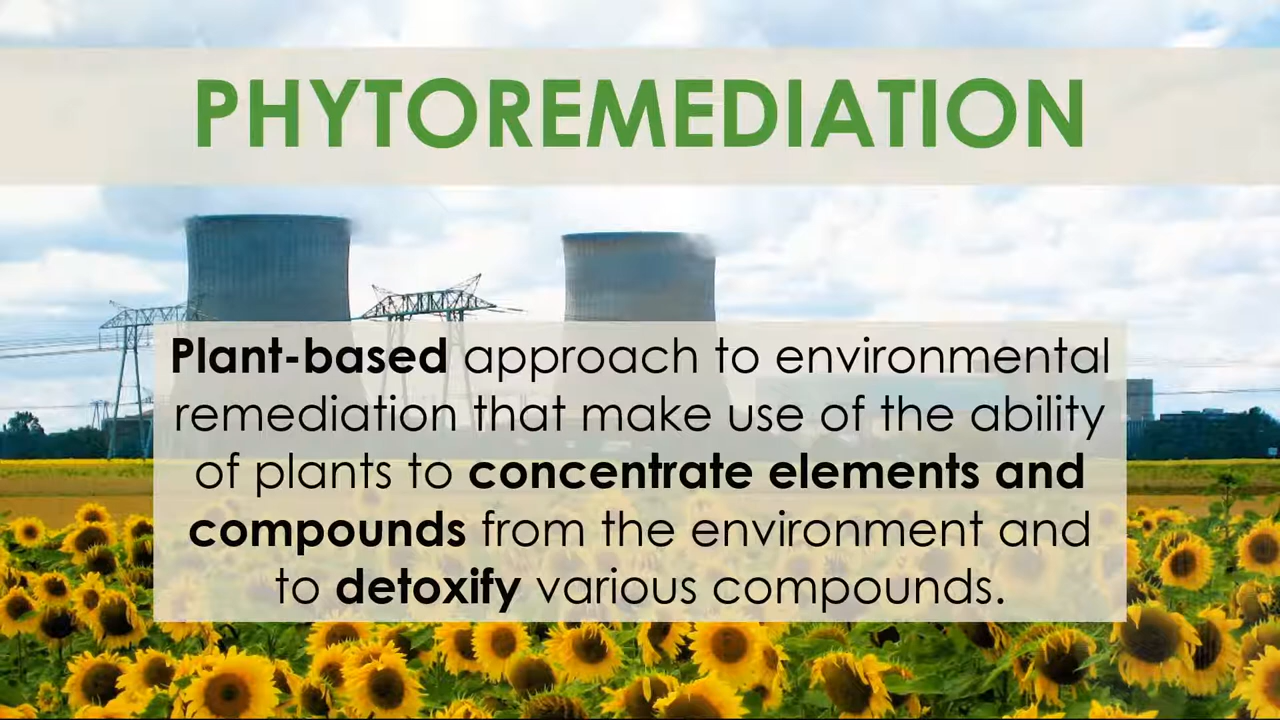 PHYTOREMEDIATION
Plant-based approach to environmental
remediation that make use of the ability
of plants to concentrate elements and
compounds from the environment and
to detoxify various compounds.